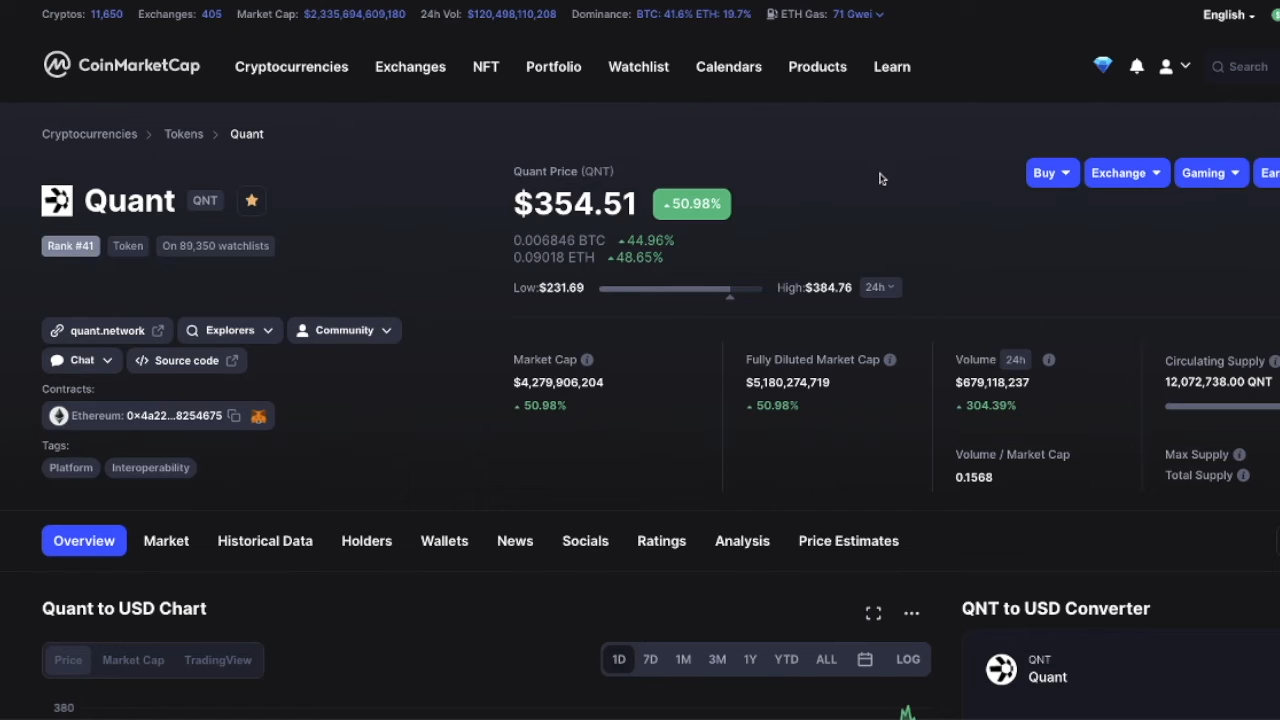 Cryptos: 11,650 Exchanges: 405 Market Cap: $2,335,694,609,180 24h Vol: $120,498,110,208 Dominance: BTC: 41.6% ETH: 19.7% ETH Gas: 71 Gwei English
CoinMarketCap Cryptocurrencies Exchanges NFT Portfolio Watchlist Calendars Products Learn Search
Cryptocurrencies Tokens Quant
Quant Price (QNT)
Buy Exchange Gaming Ear
Quant QNT $354.51 50.98%
Rank #41 Token On 89,350 watchlists
0.006846 BTC 44.96%
0.09018 ETH 48.65%
Low:$231.69 High:$384.76 24h
quant.network Explorers Community
Chat Source code
Contracts:
Ethereum: 0x4a22...8254675
Tags:
Platform Interoperability
Market Cap Fully Diluted Market Cap Volume 24h Circulating Supply
$4,279,906,204 $5,180,274,719 $679,118,237 12,072,738.00 QNT
50.98% 50.98% 304.39%
Volume / Market Cap Max Supply
0.1568 Total Supply
Overview Market Historical Data Holders Wallets News Socials Ratings Analysis Price Estimates
Quant to USD Chart QNT to USD Converter
Price Market Cap TradingView 1D 7D 1M 3M 1Y YTD ALL LOG
QNT
Quant
380